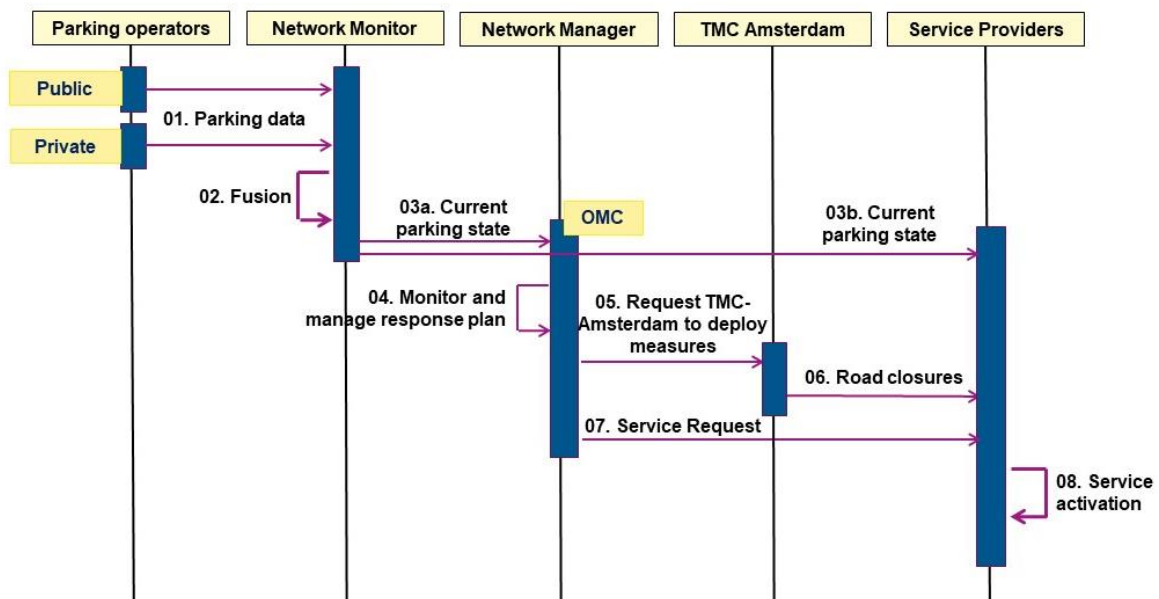 Parking operators
Network Monitor
Network Manager
TMC Amsterdam
Service Providers
Public
01. Parking data
Private
02. Fusion
03a. Current
parking state
OMC
03b. Current
parking state
04. Monitor and
manage response plan
05. Request TMC-
Amsterdam to deploy
measures
06. Road closures
07. Service Request
08. Service
activation